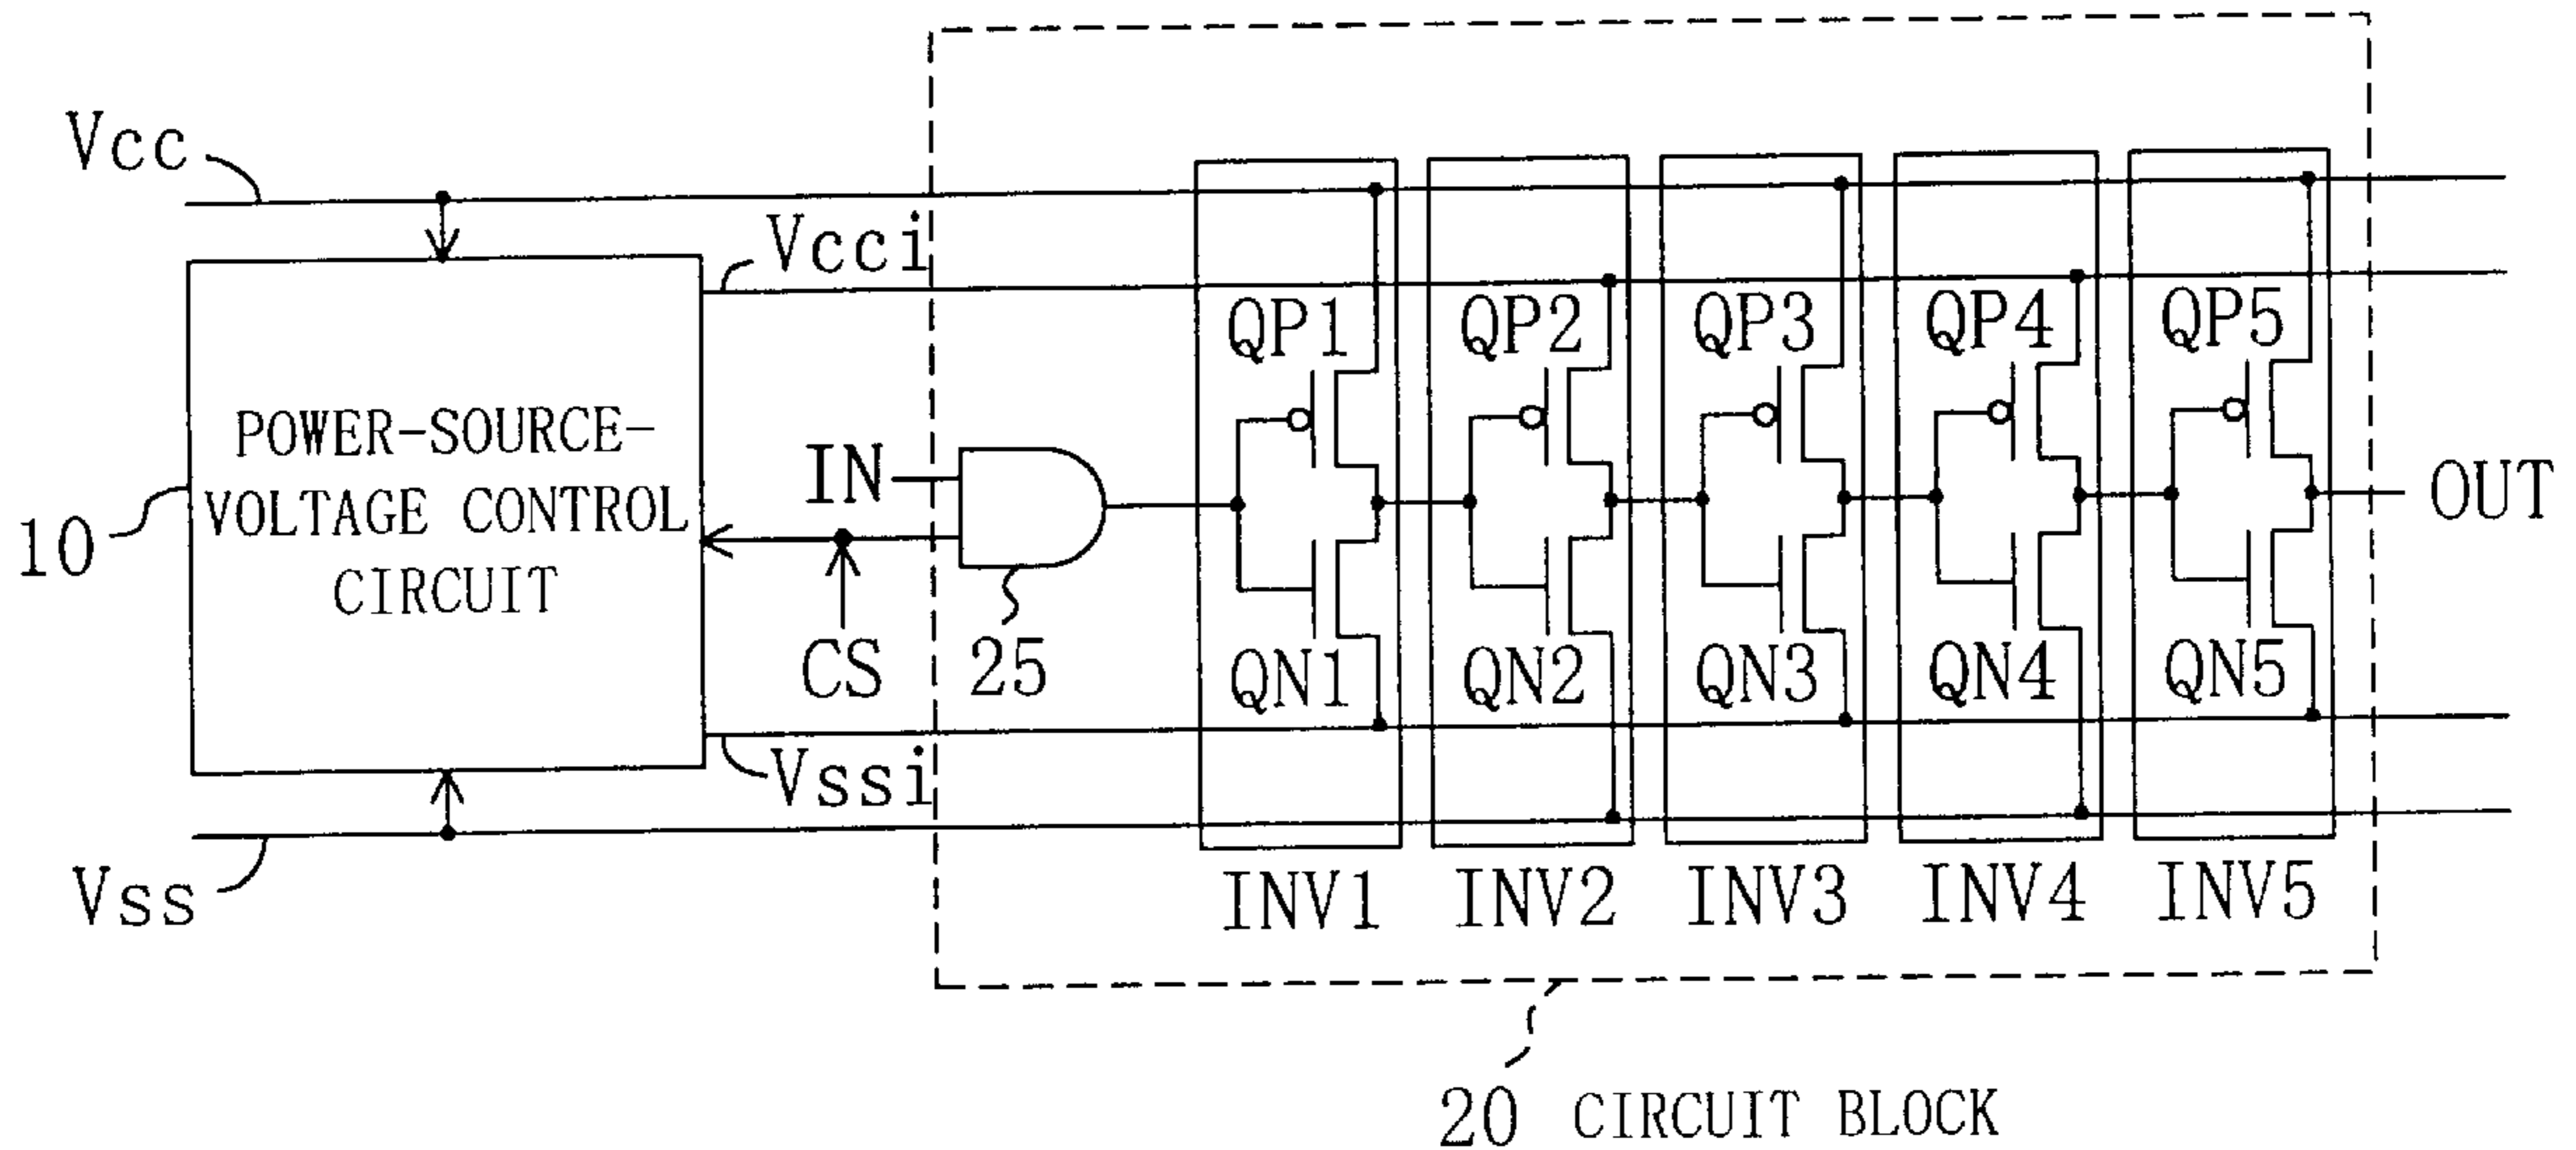 Vcc
Vcci
QP1 QP2 QP3 QP4 QP5
POWER-SOURCE-
VOLTAGE CONTROL
CIRCUIT
10
IN
OUT
CS
25
QN1 QN2 QN3 QN4 QN5
Vssi
Vss
INV1 INV2 INV3 INV4 INV5
20 CIRCUIT BLOCK